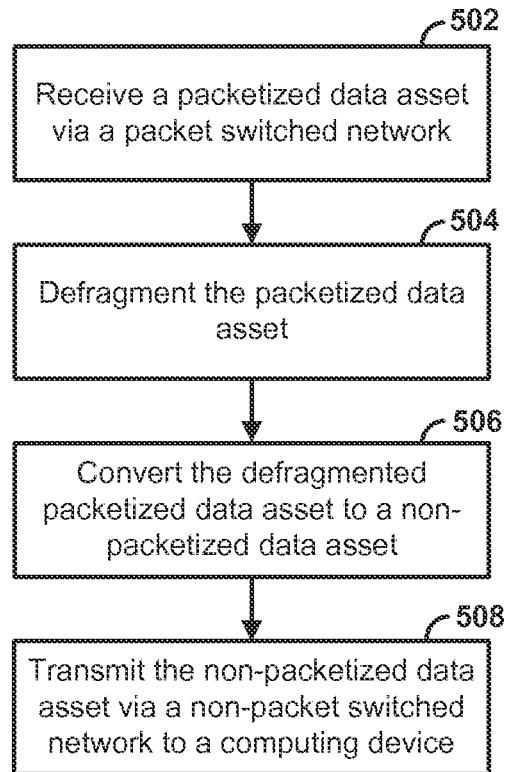 502
Receive a packetized data asset
via a packet switched network
504
Defragment the packetized data
asset
506
Convert the defragmented
packetized data asset to a non-
packetized data asset
508
Transmit the non-packetized data
asset via a non-packet switched
network to a computing device